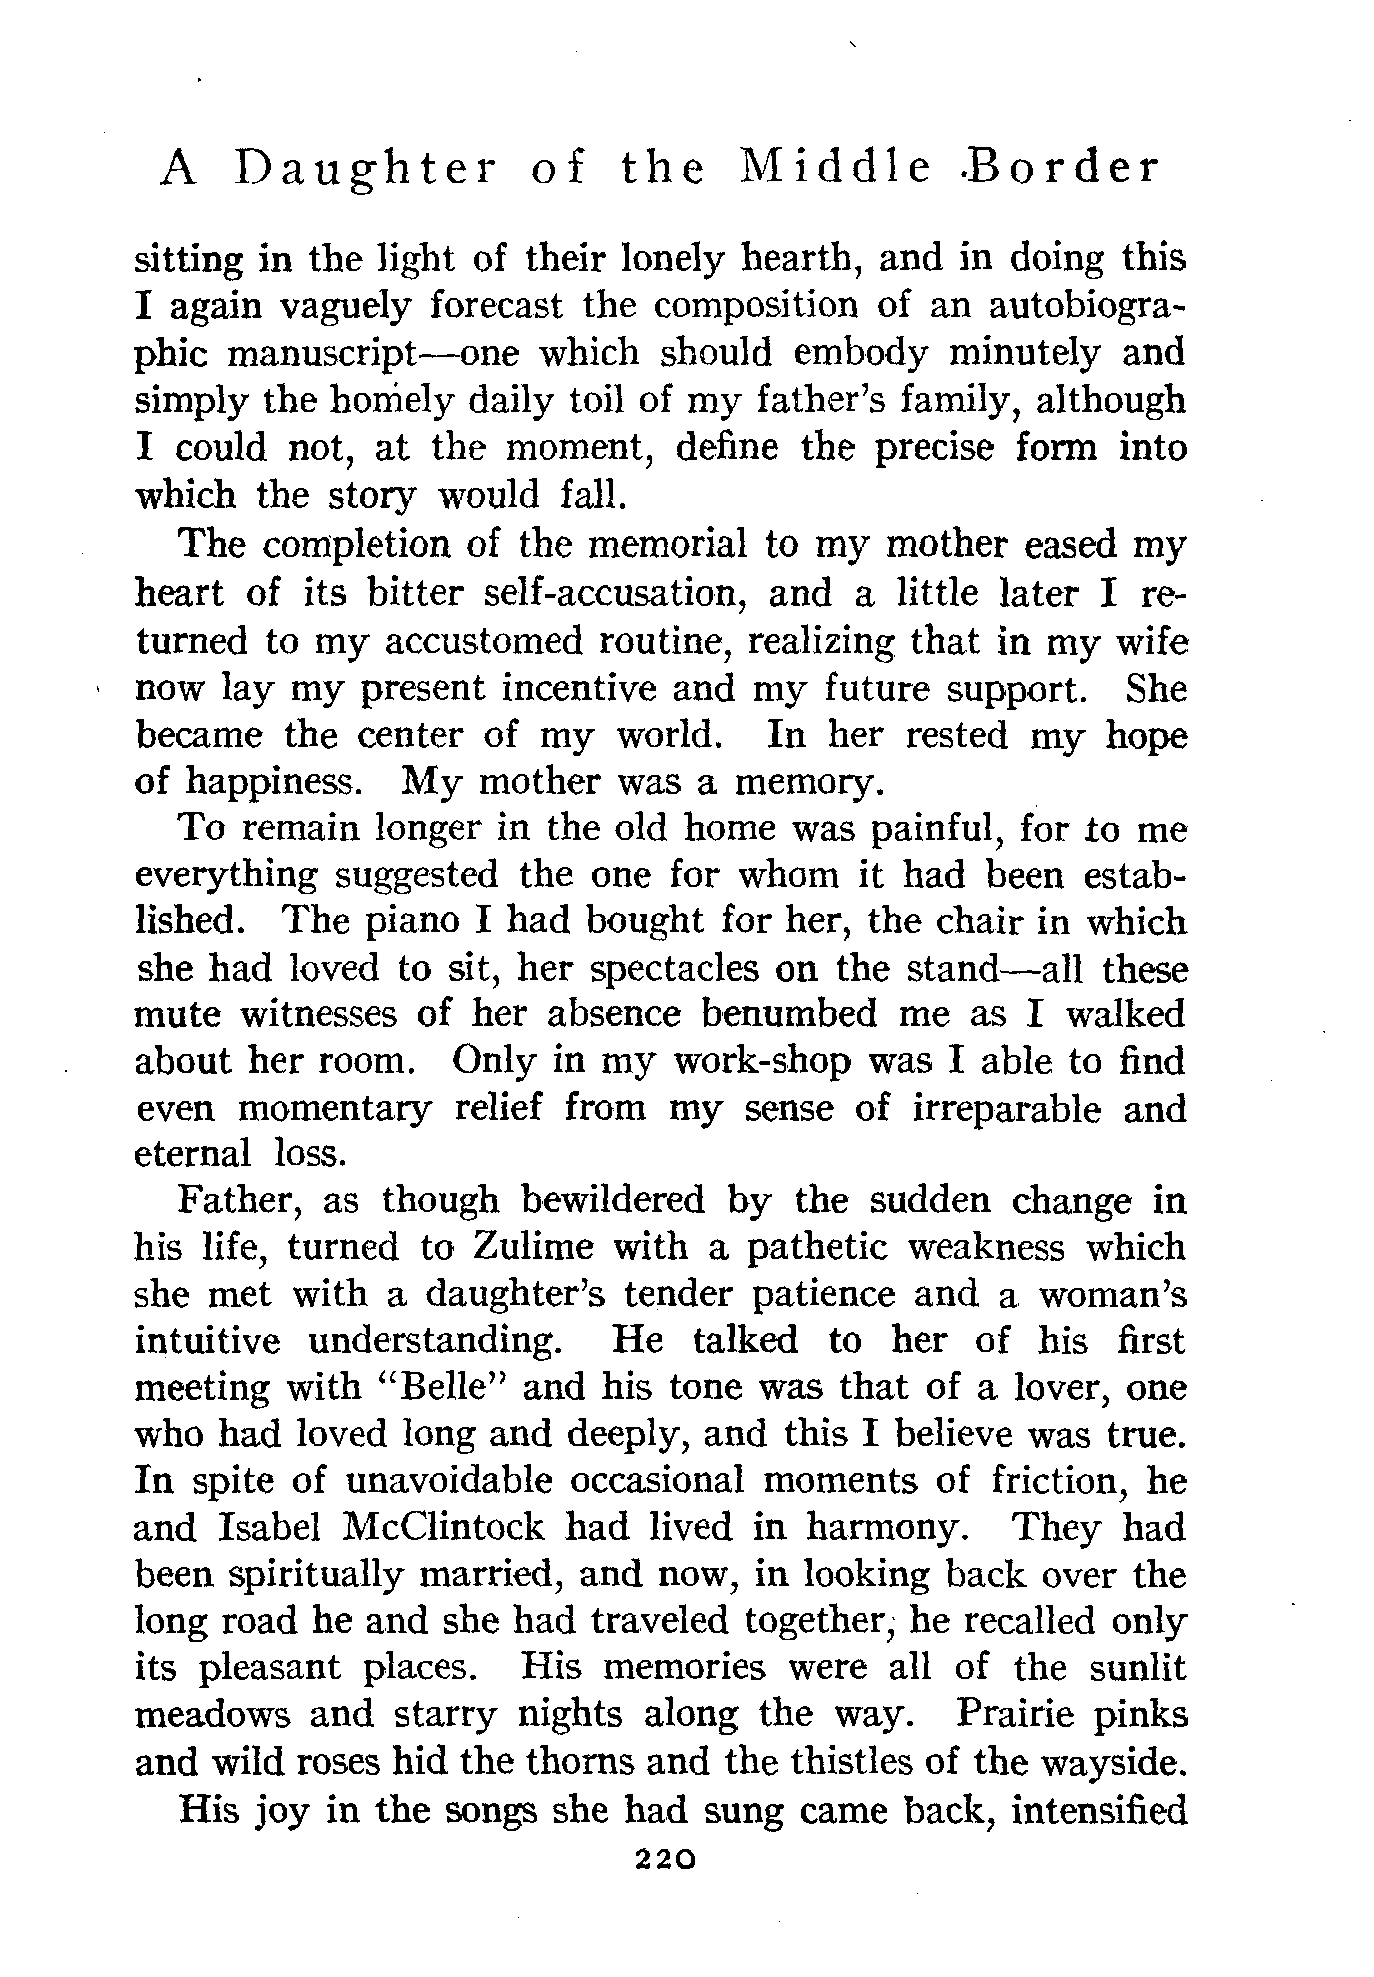 A Daughter of the Middle Border
sitting in the light of their lonely hearth, and in doing this
I again vaguely forecast the composition of an autobiogra-
phic manuscript—one which should embody minutely and
simply the homely daily toil of my father's family, although
I could not, at the moment, define the precise form into
which the story would fall.
The completion of the memorial to my mother eased my
heart of its bitter self-accusation, and a little later I re-
turned to my accustomed routine, realizing that in my wife
now lay my present incentive and my future support. She
became the center of my world. In her rested my hope
of happiness. My mother was a memory.
To remain longer in the old home was painful, for to me
everything suggested the one for whom it had been estab-
lished. The piano I had bought for her, the chair in which
she had loved to sit, her spectacles on the stand—all these
mute witnesses of her absence benumbed me as I walked
about her room. Only in my work-shop was I able to find
even momentary relief from my sense of irreparable and
eternal loss.
Father, as though bewildered by the sudden change in
his life, turned to Zulime with a pathetic weakness which
she met with a daughter's tender patience and a woman's
intuitive understanding. He talked to her of his first
meeting with "Belle" and his tone was that of a lover, one
who had loved long and deeply, and this I believe was true.
In spite of unavoidable occasional moments of friction, he
and Isabel McClintock had lived in harmony. They had
been spiritually married, and now, in looking back over the
long road he and she had traveled together, he recalled only
its pleasant places. His memories were all of the sunlit
meadows and starry nights along the way. Prairie pinks
and wild roses hid the thorns and the thistles of the wayside.
His joy in the songs she had sung came back, intensified
220